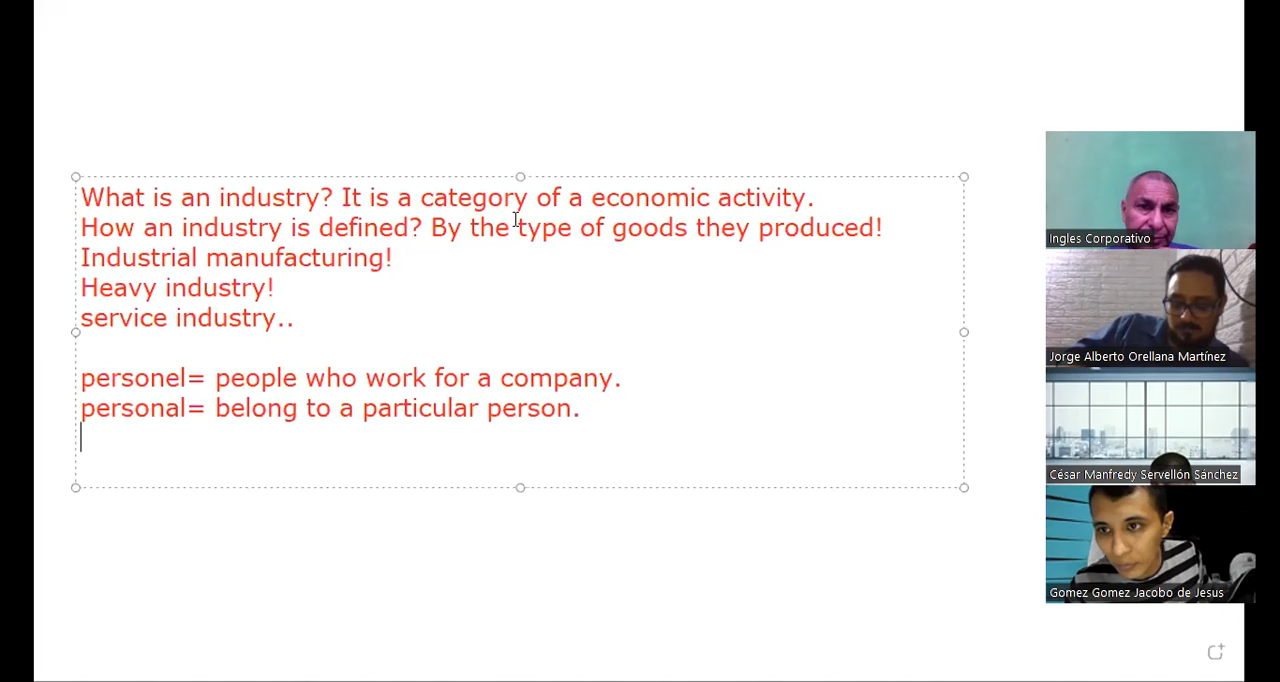 What is an industry? It is a category of a economic activity.
How an industry is defined? By the type of goods they produced!
Industrial manufacturing!
Heavy industry!
service industry..
personel= people who work for a company.
personal= belong to a particular person.
Ingles Corporativo
Jorge Alberto Orellana Martínez
César Manfredy Servellón Sánchez
Gomez Gomez Jacobo de Jesus